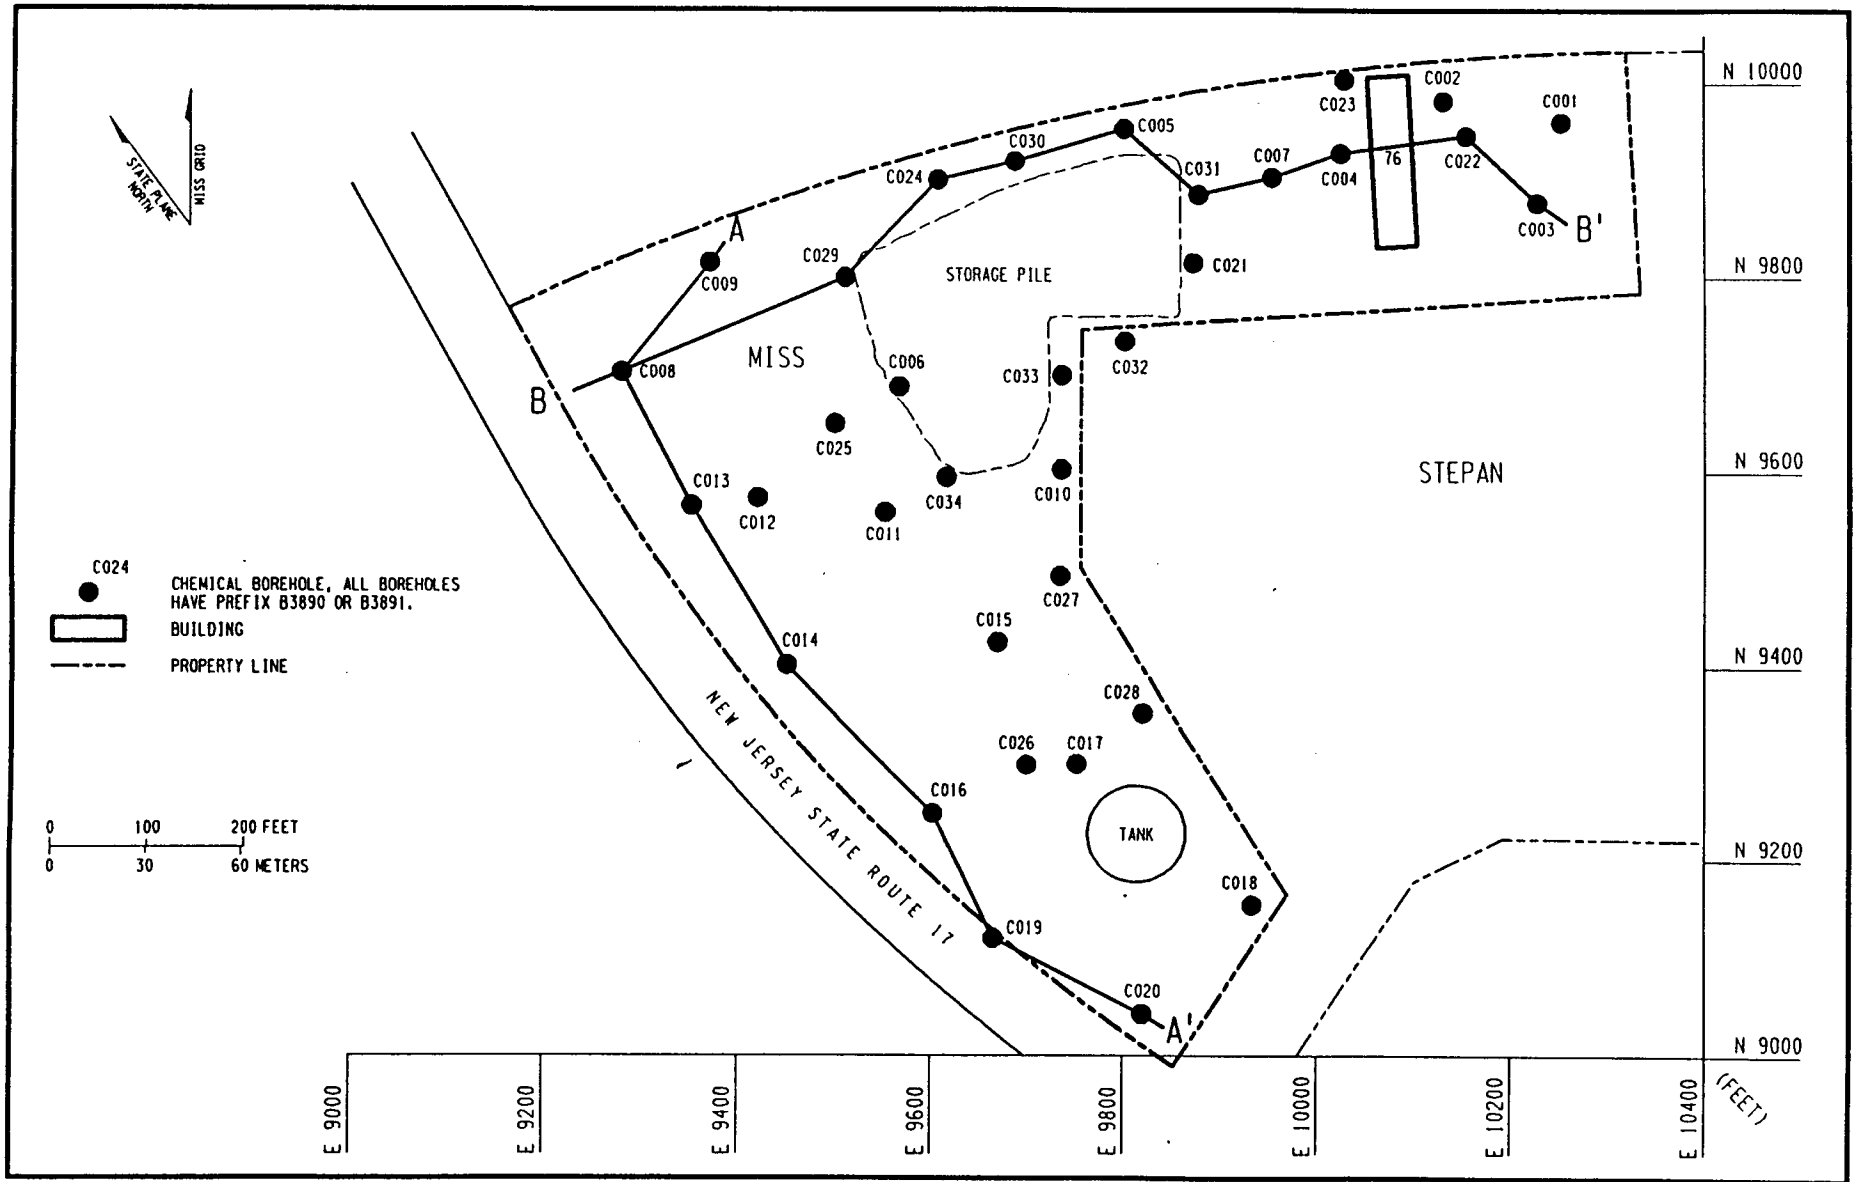 N 10000
C002
C023
C001
C005
C030
C031
C007
C004
76
C022
C024
MISS GRID
STATE PLANE
NORTH
A
C003
B'
C029
C009
C021
N 9800
STORAGE PILE
MISS
C032
C006
C033
C008
B
C025
N 9600
STEPAN
C013
C012
C034
C010
C011
C024
CHEMICAL BOREHOLE, ALL BOREHOLES
HAVE PREFIX B3890 OR B3891.
BUILDING
PROPERTY LINE
C027
C015
C014
N 9400
C028
NEW JERSEY STATE ROUTE 17
C026
C017
C016
0 100 200 FEET
0 30 60 METERS
TANK
N 9200
C018
C019
C020
A'
N 9000
(FEET)
E 9000
E 9200
E 9400
E 9600
E 9800
E 10000
E 10200
E 10400